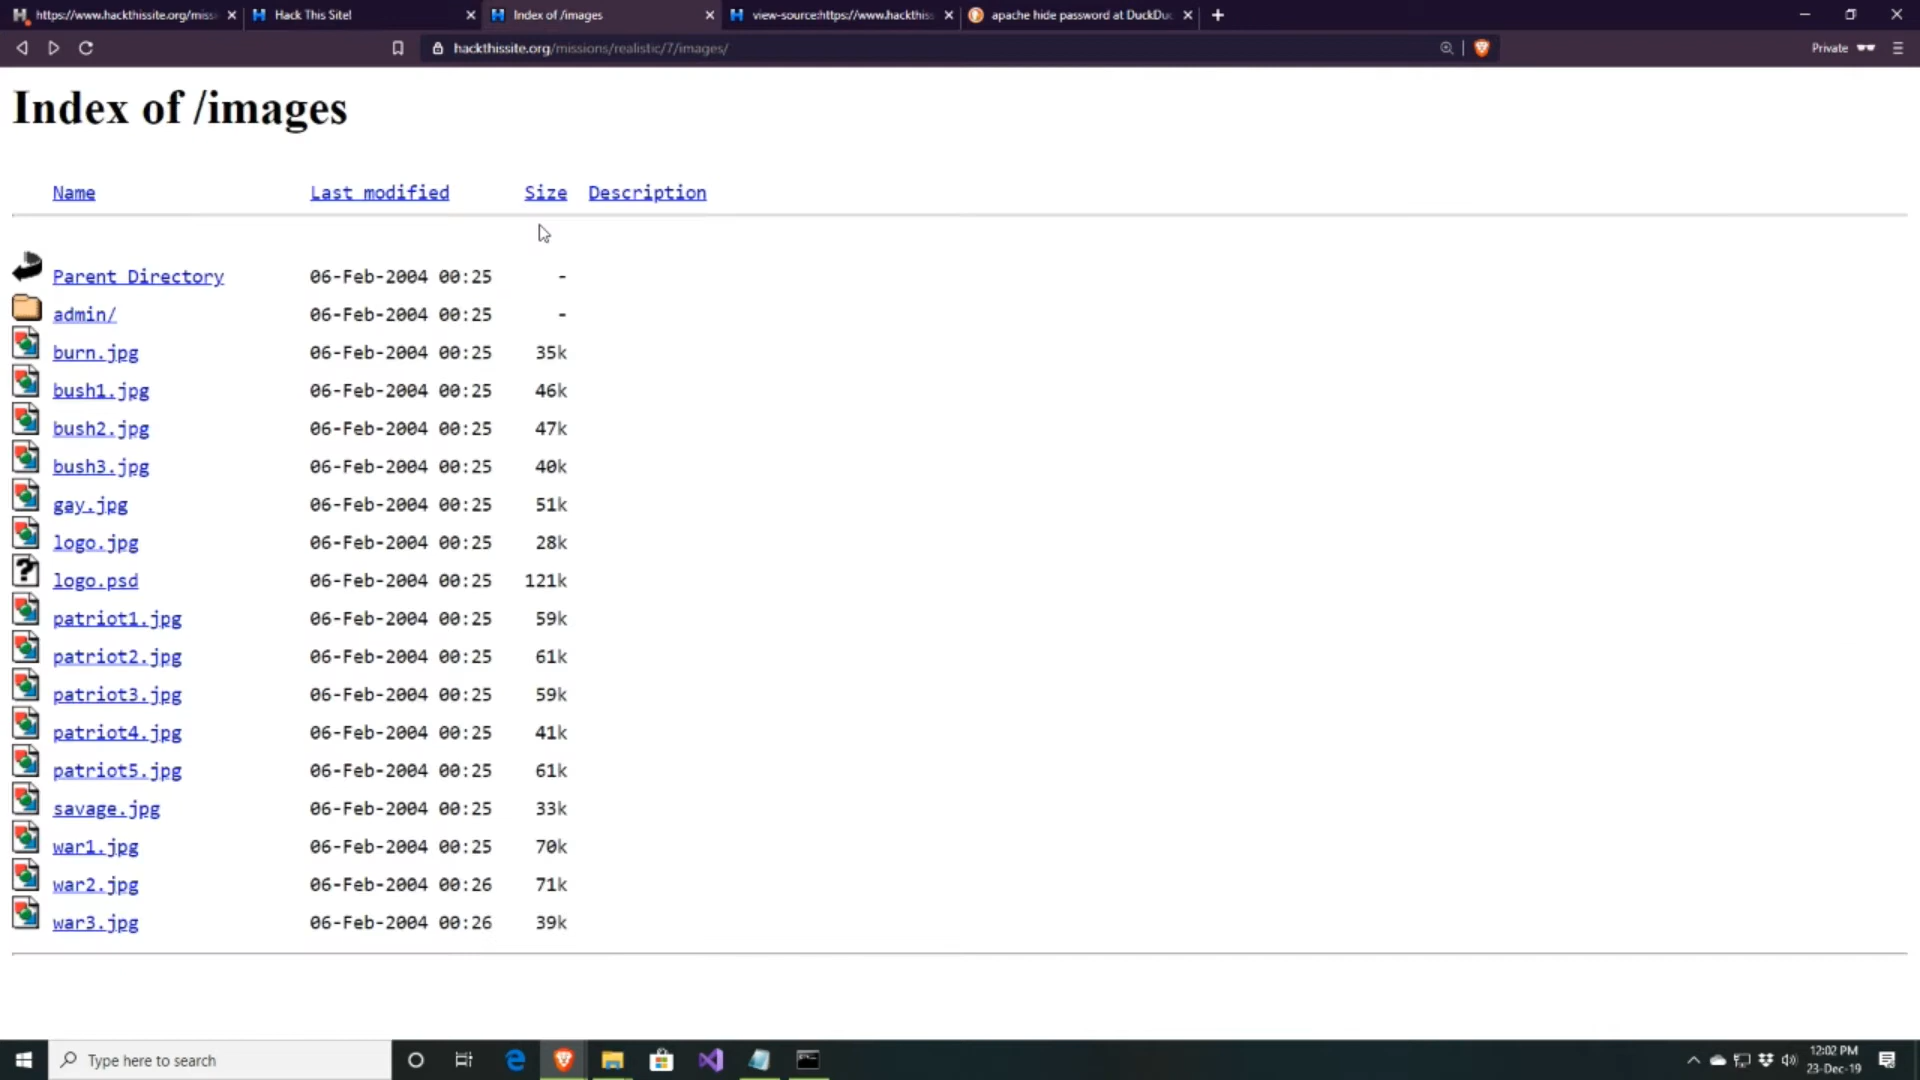 https://www.hackthissite.org/miss
Hack This Site!
Index of /images
view-source:https://www.hackthis
apache hide password at DuckDuc
hackthissite.org/missions/realistic/7/images/
Private
Index of /images
Name Last modified Size Description
Parent Directory 06-Feb-2004 00:25 -
admin/ 06-Feb-2004 00:25 -
burn.jpg 06-Feb-2004 00:25 35k
bush1.jpg 06-Feb-2004 00:25 46k
bush2.jpg 06-Feb-2004 00:25 47k
bush3.jpg 06-Feb-2004 00:25 40k
gay.jpg 06-Feb-2004 00:25 51k
logo.jpg 06-Feb-2004 00:25 28k
logo.psd 06-Feb-2004 00:25 121k
patriot1.jpg 06-Feb-2004 00:25 59k
patriot2.jpg 06-Feb-2004 00:25 61k
patriot3.jpg 06-Feb-2004 00:25 59k
patriot4.jpg 06-Feb-2004 00:25 41k
patriot5.jpg 06-Feb-2004 00:25 61k
savage.jpg 06-Feb-2004 00:25 33k
war1.jpg 06-Feb-2004 00:25 70k
war2.jpg 06-Feb-2004 00:26 71k
war3.jpg 06-Feb-2004 00:26 39k
Type here to search
12:02 PM
23-Dec-19